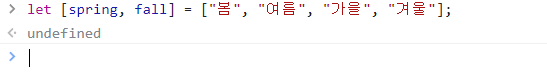 let [spring, fall] = ["봄", "여름", "가을", "겨울"];
undefined